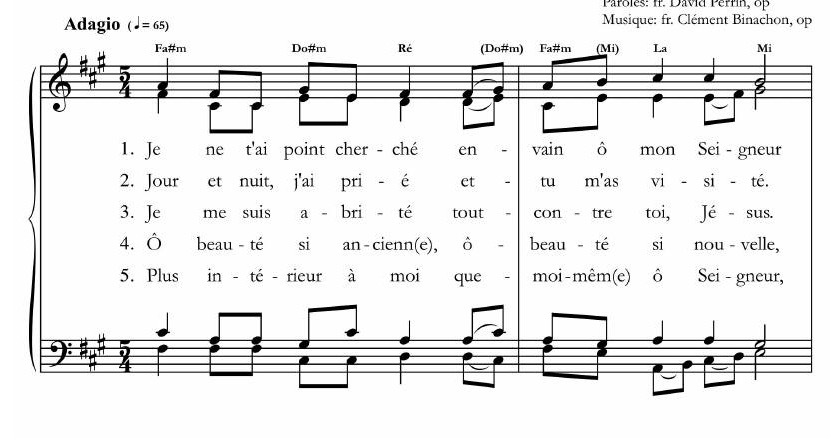 Paroles: fr. David Perrin, op
Adagio (♩= 65)
Musique: fr. Clément Binachon, op
Fa#m Do#m Ré (Do#m) Fa#m (Mi) La Mi
5 4
1. Je ne t'ai point cher - ché en - vain ô mon Sei - gneur
2. Jour et nuit, j'ai pri - é et - tu m'as vi - si - té.
3. Je me suis a - bri - té tout - con - tre toi, Jé - sus.
4. Ô beau - té si an - cienn(e), ô - beau - té si nou - velle,
5. Plus in - té - rieur à moi que - moi-mêm(e) ô Sei - gneur,
5 4